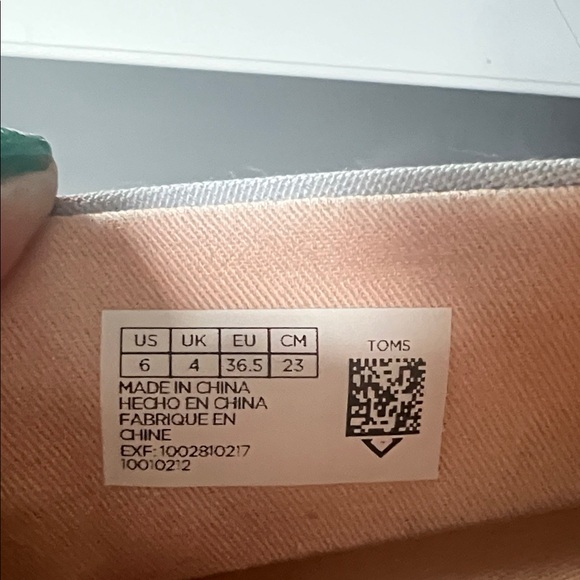 US UK EU CM
6 4 36.5 23
TOMS
MADE IN CHINA
HECHO EN CHINA
FABRIQUE EN
CHINE
EXF: 1002810217
10010212